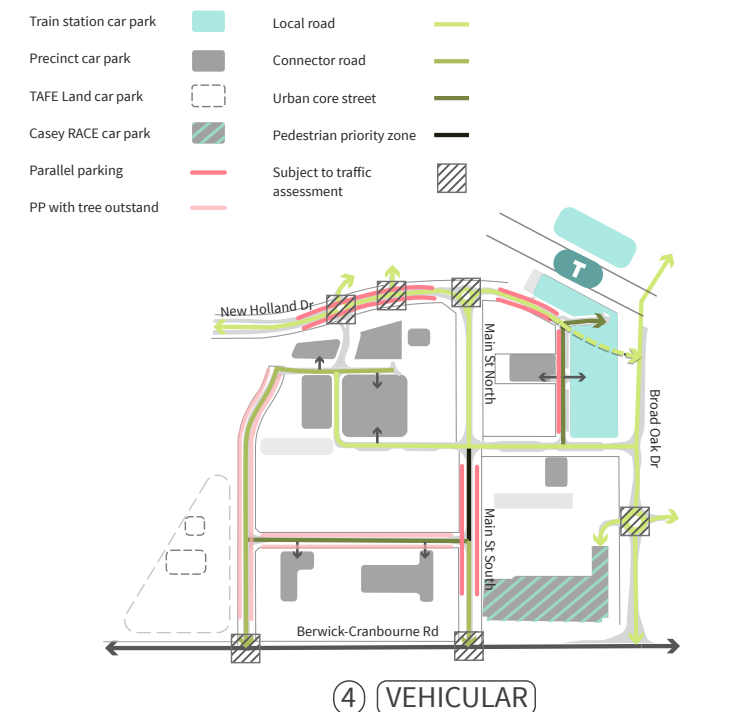 Train station car park
Precinct car park
TAFE Land car park
Casey RACE car park
Parallel parking
PP with tree outstand
Local road
Connector road
Urban core street
Pedestrian priority zone
Subject to traffic
assessment
T
New Holland Dr
Main St North
Broad Oak Dr
Main St South
Berwick-Cranbourne Rd
4 VEHICULAR